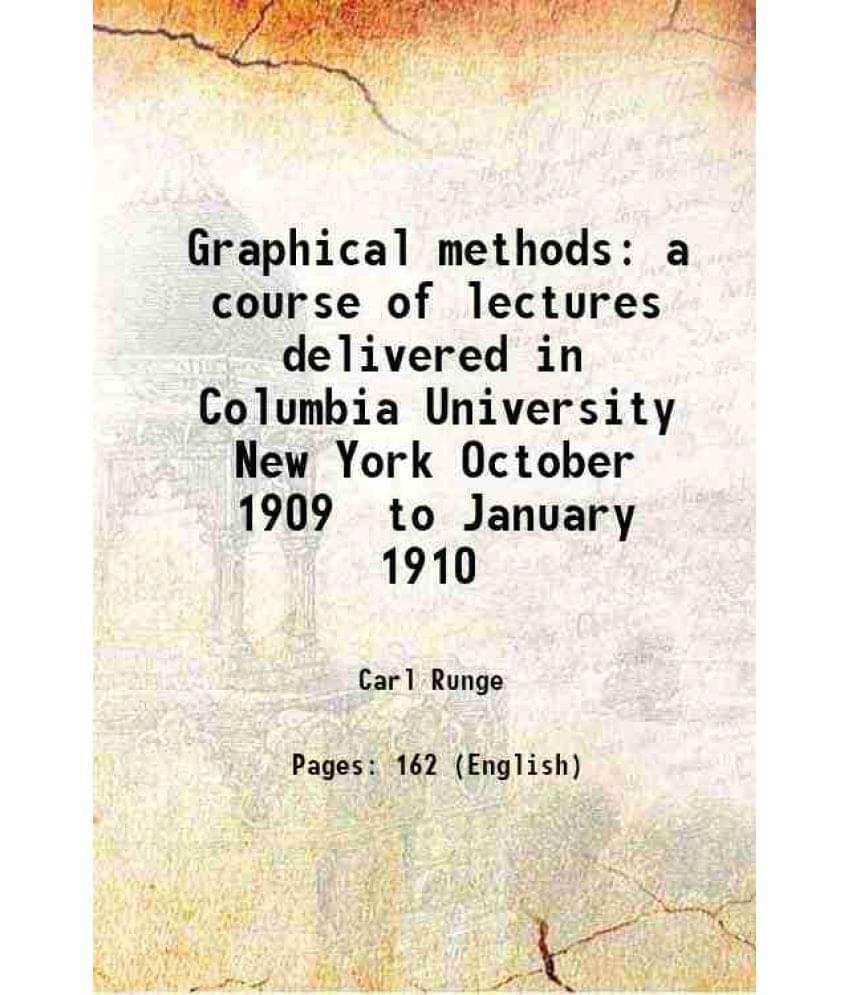 Graphical methods: a
course of lectures
delivered in
Columbia University
New York October
1909  to January
1910
Carl Runge
Pages: 162 (English)